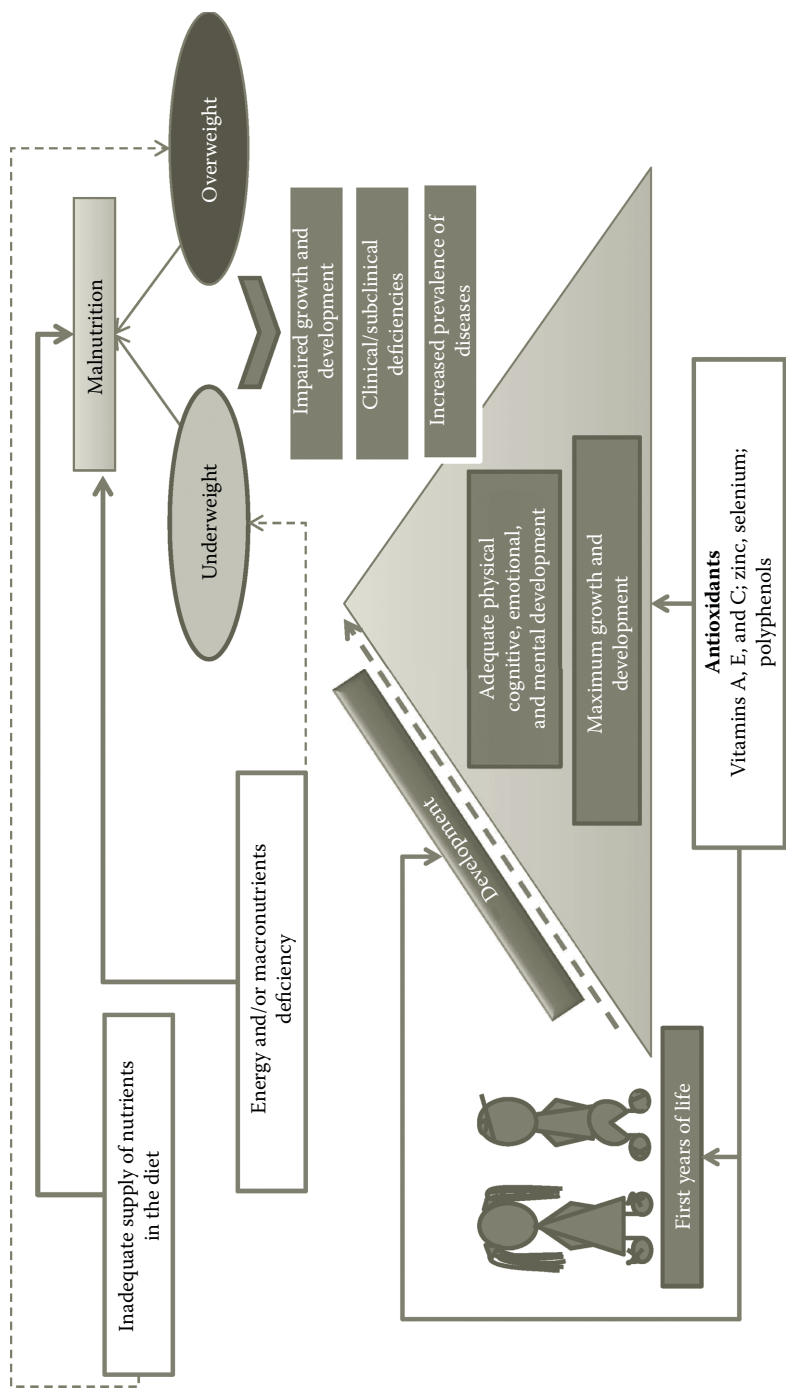 Inadequate supply of nutrients
in the diet
Malnutrition
Energy and/or macronutrients
deficiency
Underweight
Overweight
Impaired growth and
development
Clinical/subclinical
deficiencies
Increased prevalence of
diseases
Development
Adequate physical
cognitive, emotional,
and mental development
Maximum growth and
development
First years of life
Antioxidants
Vitamins A, E, and C; zinc, selenium;
polyphenols